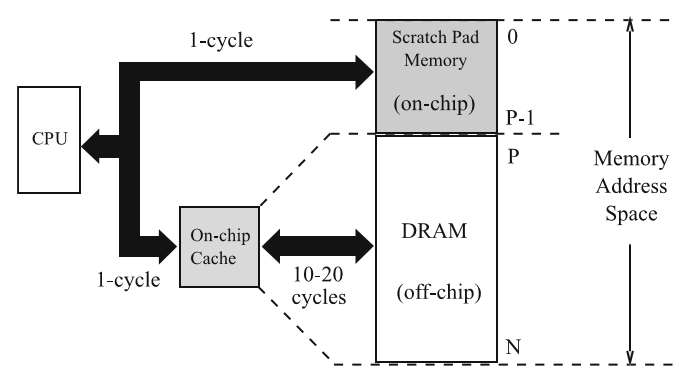 1-cycle
Scratch Pad
Memory
(on-chip)
0
P-1
CPU
P
Memory
Address
Space
On-chip
Cache
DRAM
1-cycle
10-20
cycles
(off-chip)
N